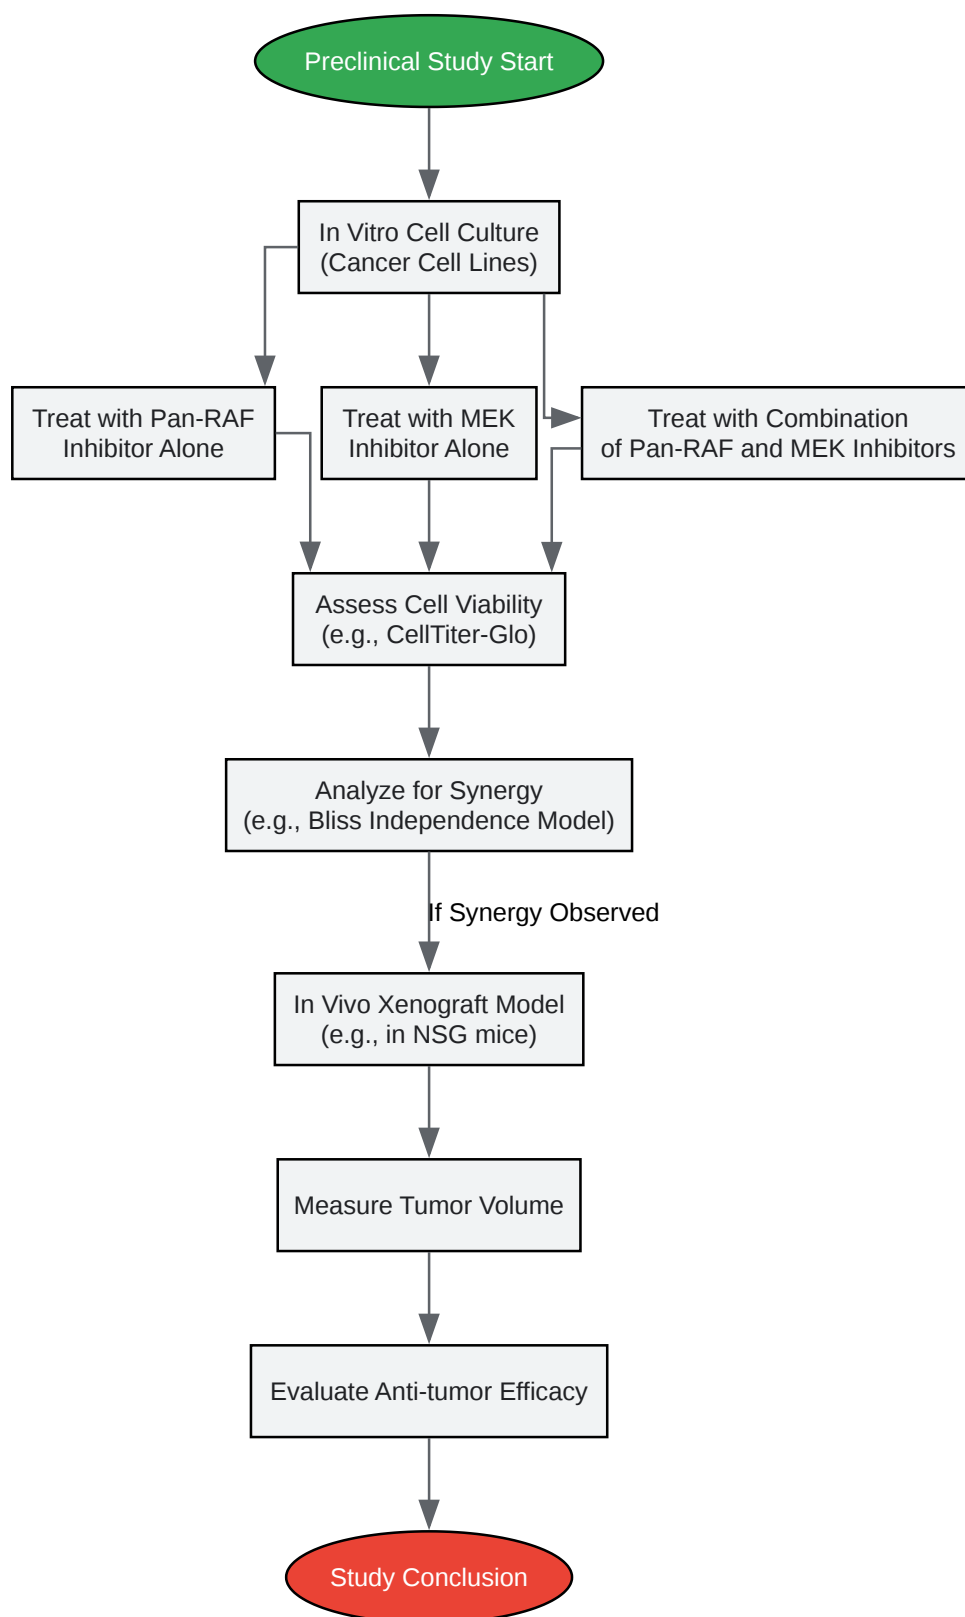 Preclinical Study Start
In Vitro Cell Culture
(Cancer Cell Lines)
Treat with Pan-RAF
Inhibitor Alone
Treat with MEK
Inhibitor Alone
Treat with Combination
of Pan-RAF and MEK Inhibitors
Assess Cell Viability
(e.g., CellTiter-Glo)
Analyze for Synergy
(e.g., Bliss Independence Model)
If Synergy Observed
In Vivo Xenograft Model
(e.g., in NSG mice)
Measure Tumor Volume
Evaluate Anti-tumor Efficacy
Study Conclusion